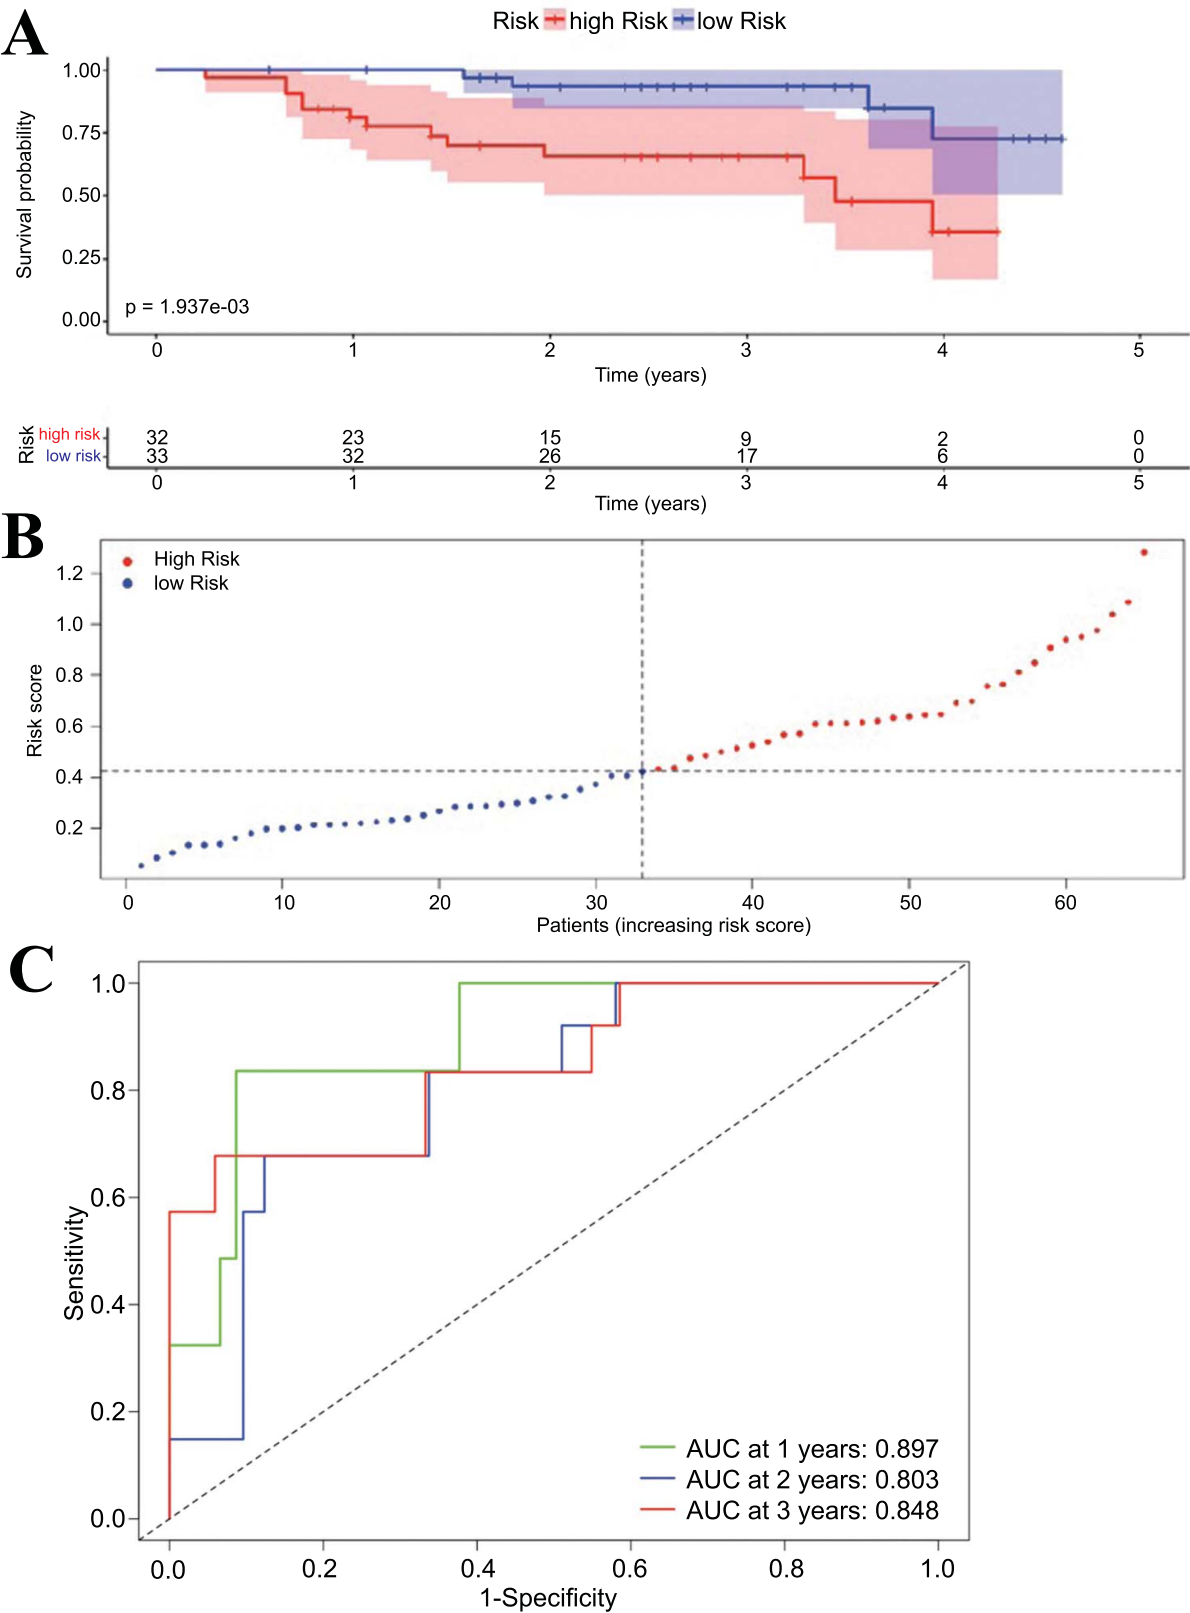 A
Risk high Risk low Risk
Survival probability
1.00
0.75
0.50
0.25
0.00
p = 1.937e-03
0 1 2 3 4 5
Time (years)
Risk
high risk 32 23 15 9 2 0
low risk 33 32 26 17 6 0
0 1 2 3 4 5
Time (years)
B
High Risk
low Risk
Risk score
1.2
1.0
0.8
0.6
0.4
0.2
0 10 20 30 40 50 60
Patients (increasing risk score)
C
Sensitivity
1.0
0.8
0.6
0.4
0.2
0.0
AUC at 1 years: 0.897
AUC at 2 years: 0.803
AUC at 3 years: 0.848
0.0 0.2 0.4 0.6 0.8 1.0
1-Specificity